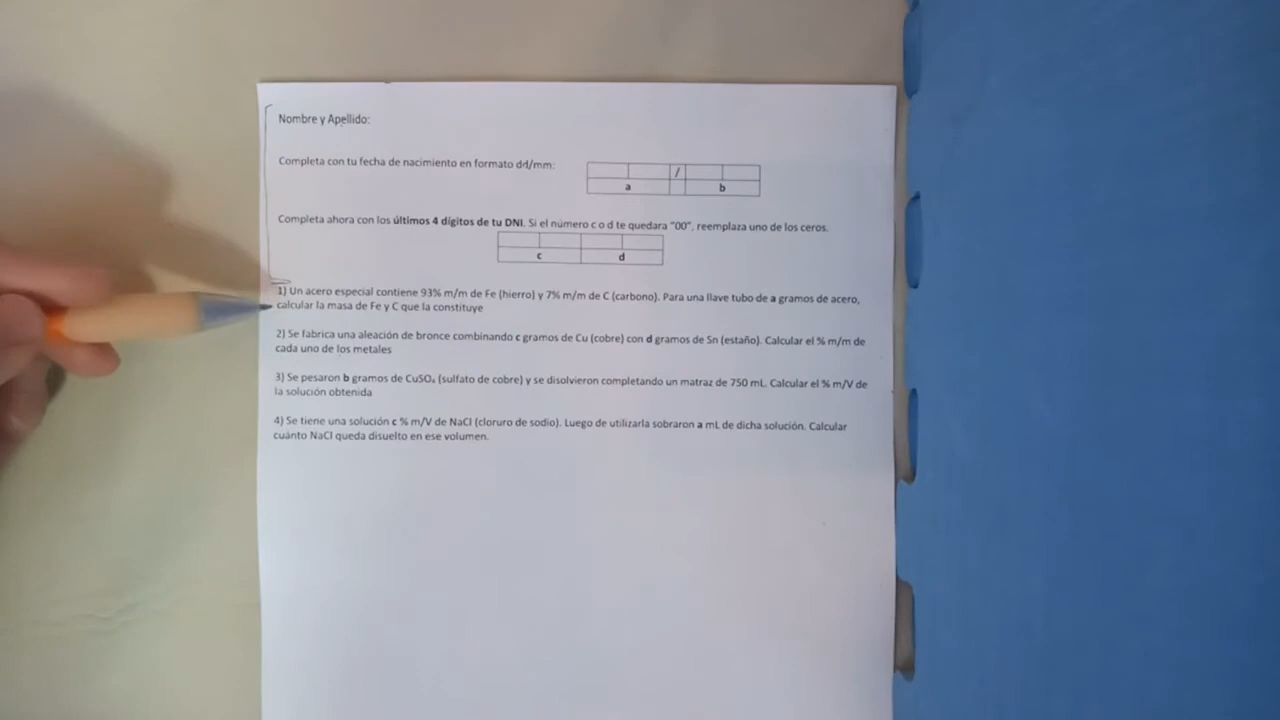 Nombre y Apellido:
Completa con tu fecha de nacimiento en formato dd/mm:
/
a b
Completa ahora con los últimos 4 dígitos de tu DNI. Si el número c o d te quedara "00", reemplaza uno de los ceros.
c d
1) Un acero especial contiene 93% m/m de Fe (hierro) y 7% m/m de C (carbono). Para una llave tubo de a gramos de acero,
calcular la masa de Fe y C que la constituye
2) Se fabrica una aleación de bronce combinando c gramos de Cu (cobre) con d gramos de Sn (estaño). Calcular el % m/m de
cada uno de los metales
3) Se pesaron b gramos de CuSO₄ (sulfato de cobre) y se disolvieron completando un matraz de 750 mL. Calcular el % m/V de
la solución obtenida
4) Se tiene una solución c % m/V de NaCl (cloruro de sodio). Luego de utilizarla sobraron a mL de dicha solución. Calcular
cuánto NaCl queda disuelto en ese volumen.